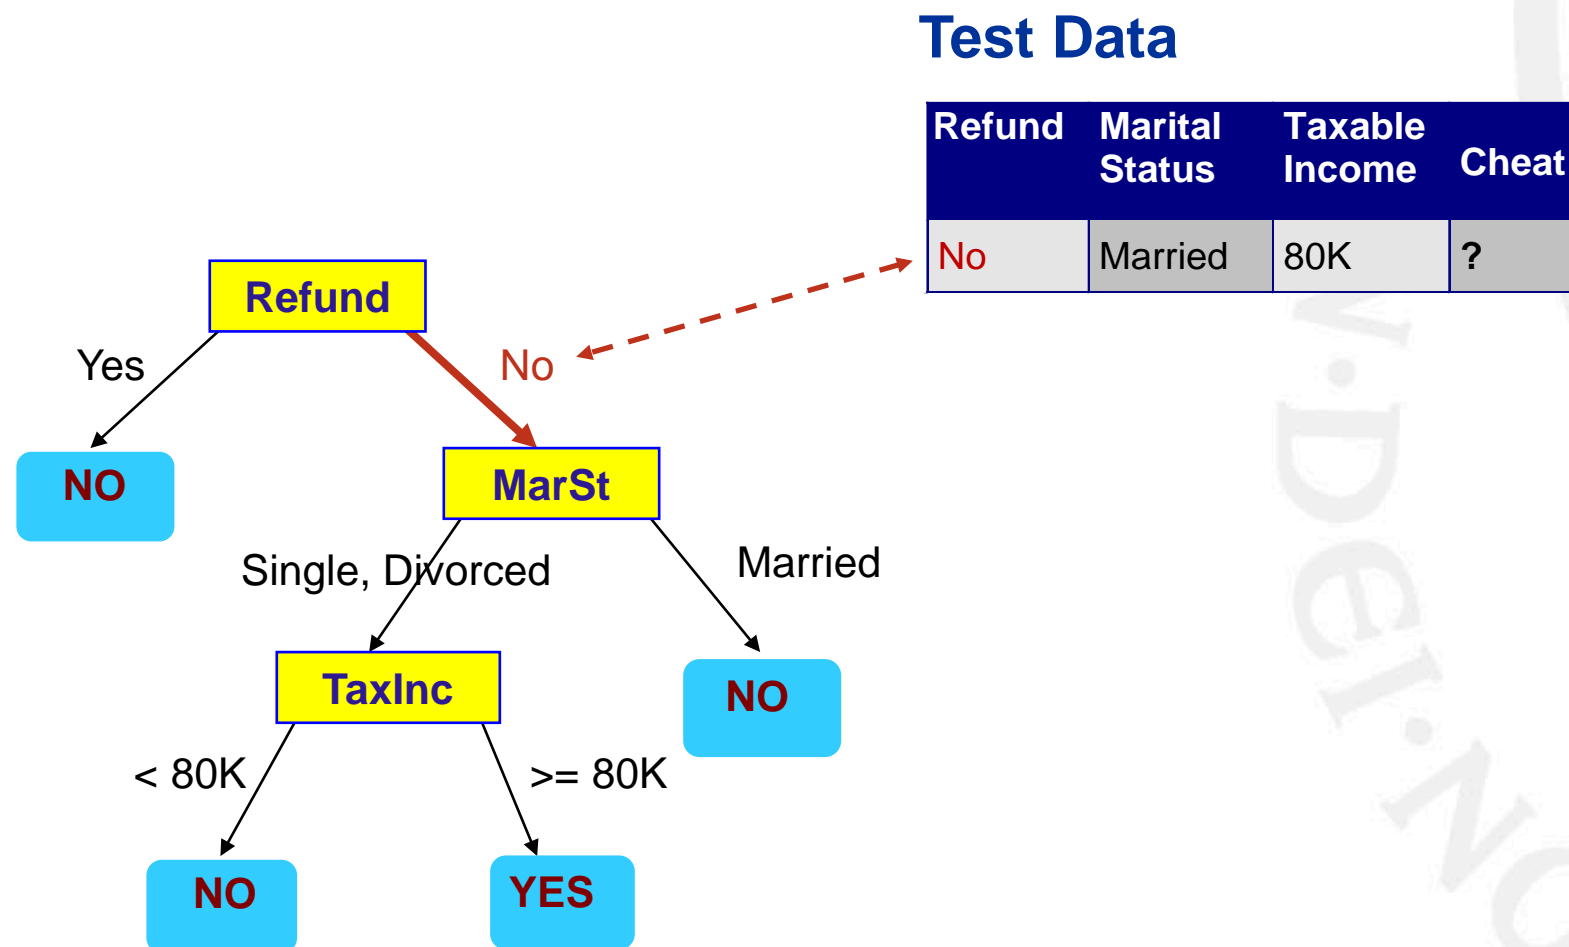 Test Data
Refund Marital Status Taxable Income Cheat
No Married 80K ?
Refund
Yes No
NO
MarSt
Single, Divorced Married
TaxInc
NO
< 80K >= 80K
NO YES